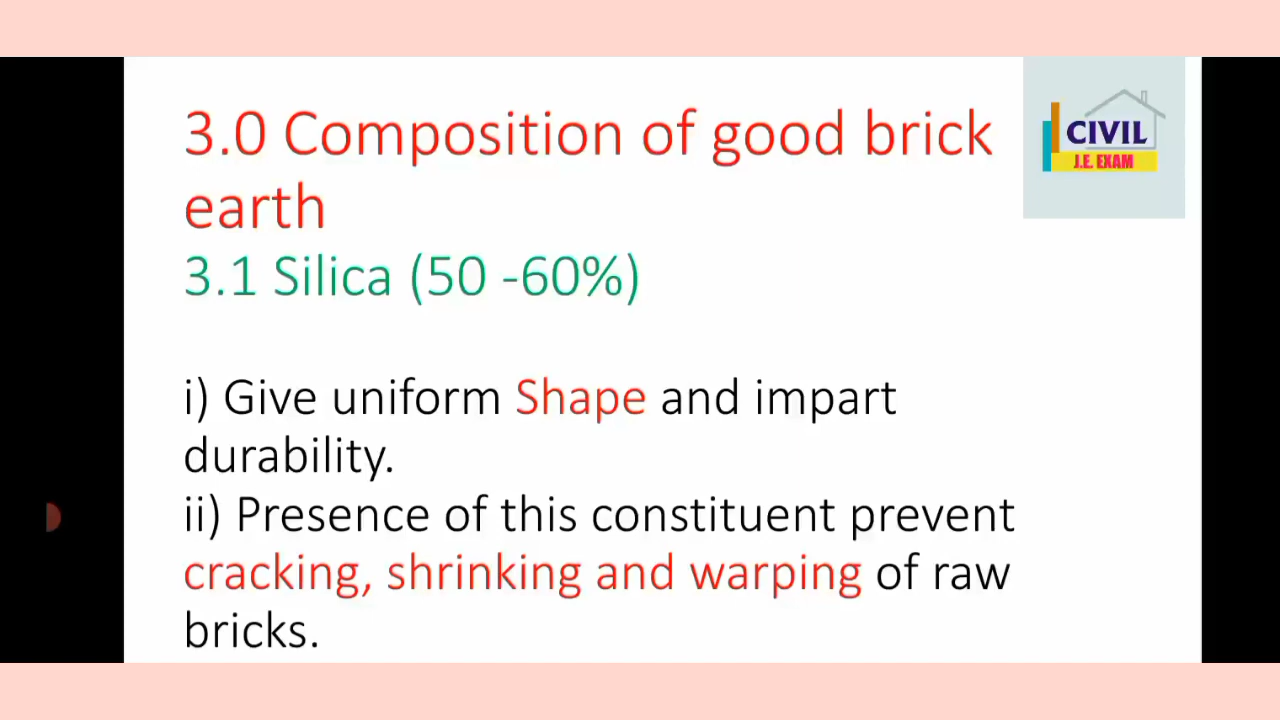 3.0 Composition of good brick
earth
3.1 Silica (50 -60%)
CIVIL
J.E. EXAM
i) Give uniform Shape and impart
durability.
ii) Presence of this constituent prevent
cracking, shrinking and warping of raw
bricks.